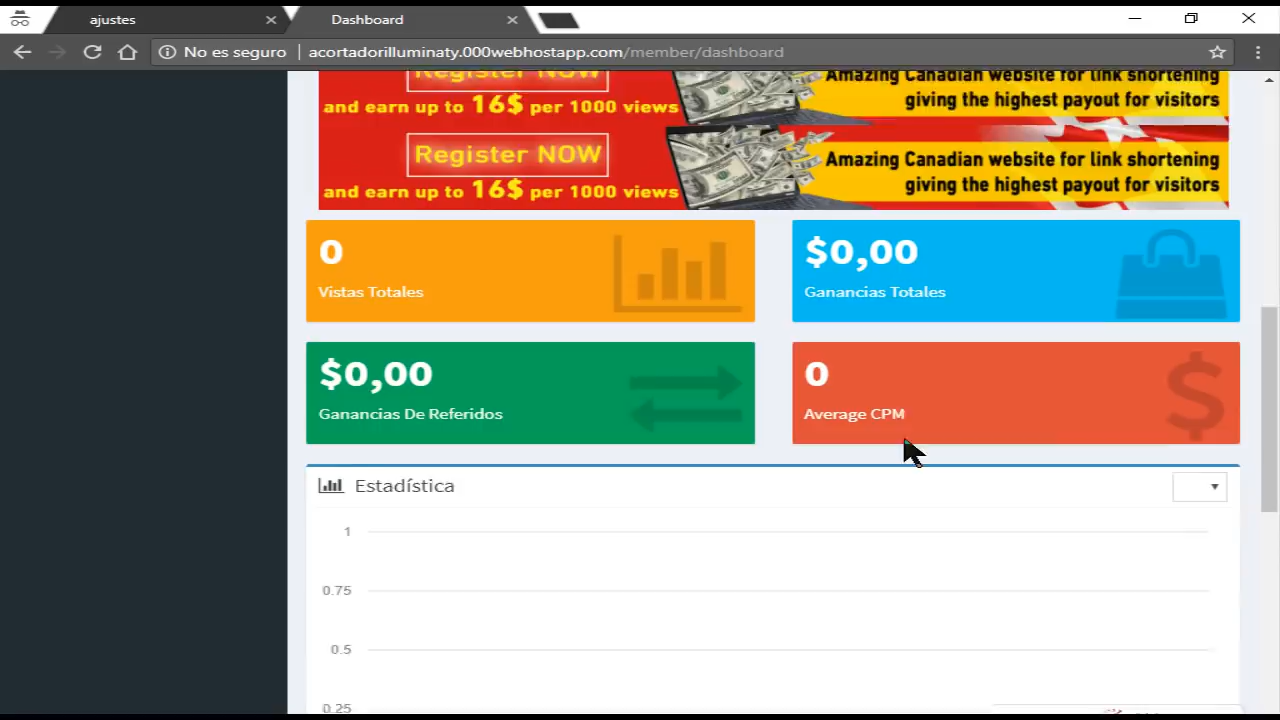 ajustes
Dashboard
No es seguro
acortadorilluminaty.000webhostapp.com/member/dashboard
Register NOW
and earn up to 16$ per 1000 views
Amazing Canadian website for link shortening
giving the highest payout for visitors
Register NOW
and earn up to 16$ per 1000 views
Amazing Canadian website for link shortening
giving the highest payout for visitors
0
Vistas Totales
$0,00
Ganancias Totales
$0,00
Ganancias De Referidos
0
Average CPM
Estadística
1
0.75
0.5
0.25